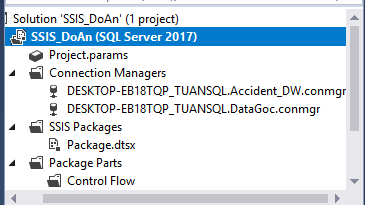 Solution 'SSIS_DoAn' (1 project)
SSIS_DoAn (SQL Server 2017)
Project.params
Connection Managers
DESKTOP-EB18TQP_TUANSQL.Accident_DW.conmgr
DESKTOP-EB18TQP_TUANSQL.DataGoc.conmgr
SSIS Packages
Package.dtsx
Package Parts
Control Flow